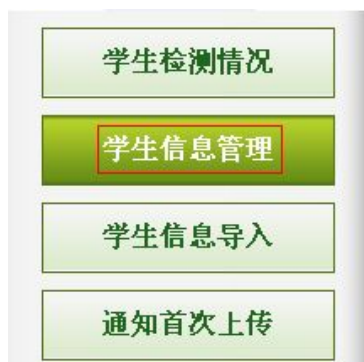 学生检测情况
学生信息管理
学生信息导入
通知首次上传